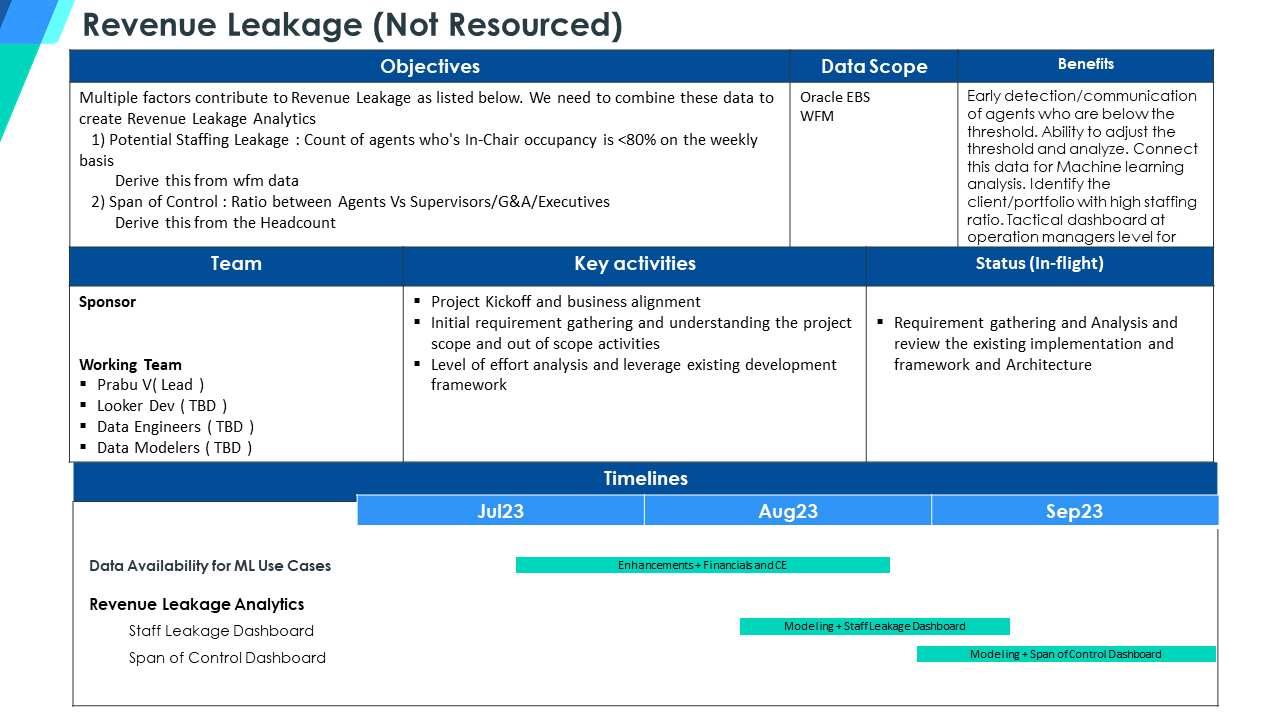 Revenue Leakage (Not Resourced)
Objectives
Data Scope
Benefits
Multiple factors contribute to Revenue Leakage as listed below. We need to combine these data to
create Revenue Leakage Analytics
1) Potential Staffing Leakage : Count of agents who's In-Chair occupancy is <80% on the weekly
basis
Derive this from wfm data
2) Span of Control : Ratio between Agents Vs Supervisors/G&A/Executives
Derive this from the Headcount
Oracle EBS
WFM
Early detection/communication
of agents who are below the
threshold. Ability to adjust the
threshold and analyze. Connect
this data for Machine learning
analysis. Identify the
client/portfolio with high staffing
ratio. Tactical dashboard at
operation managers level for
Team
Key activities
Status (In-flight)
Sponsor
Working Team
▪ Prabu V( Lead )
▪ Looker Dev ( TBD )
▪ Data Engineers ( TBD )
▪ Data Modelers ( TBD )
▪ Project Kickoff and business alignment
▪ Initial requirement gathering and understanding the project
scope and out of scope activities
▪ Level of effort analysis and leverage existing development
framework
▪ Requirement gathering and Analysis and
review the existing implementation and
framework and Architecture
Timelines
Jul23
Aug23
Sep23
Data Availability for ML Use Cases
Enhancements + Financials and CE
Revenue Leakage Analytics
Staff Leakage Dashboard
Modeling + Staff Leakage Dashboard
Span of Control Dashboard
Modeling + Span of Control Dashboard